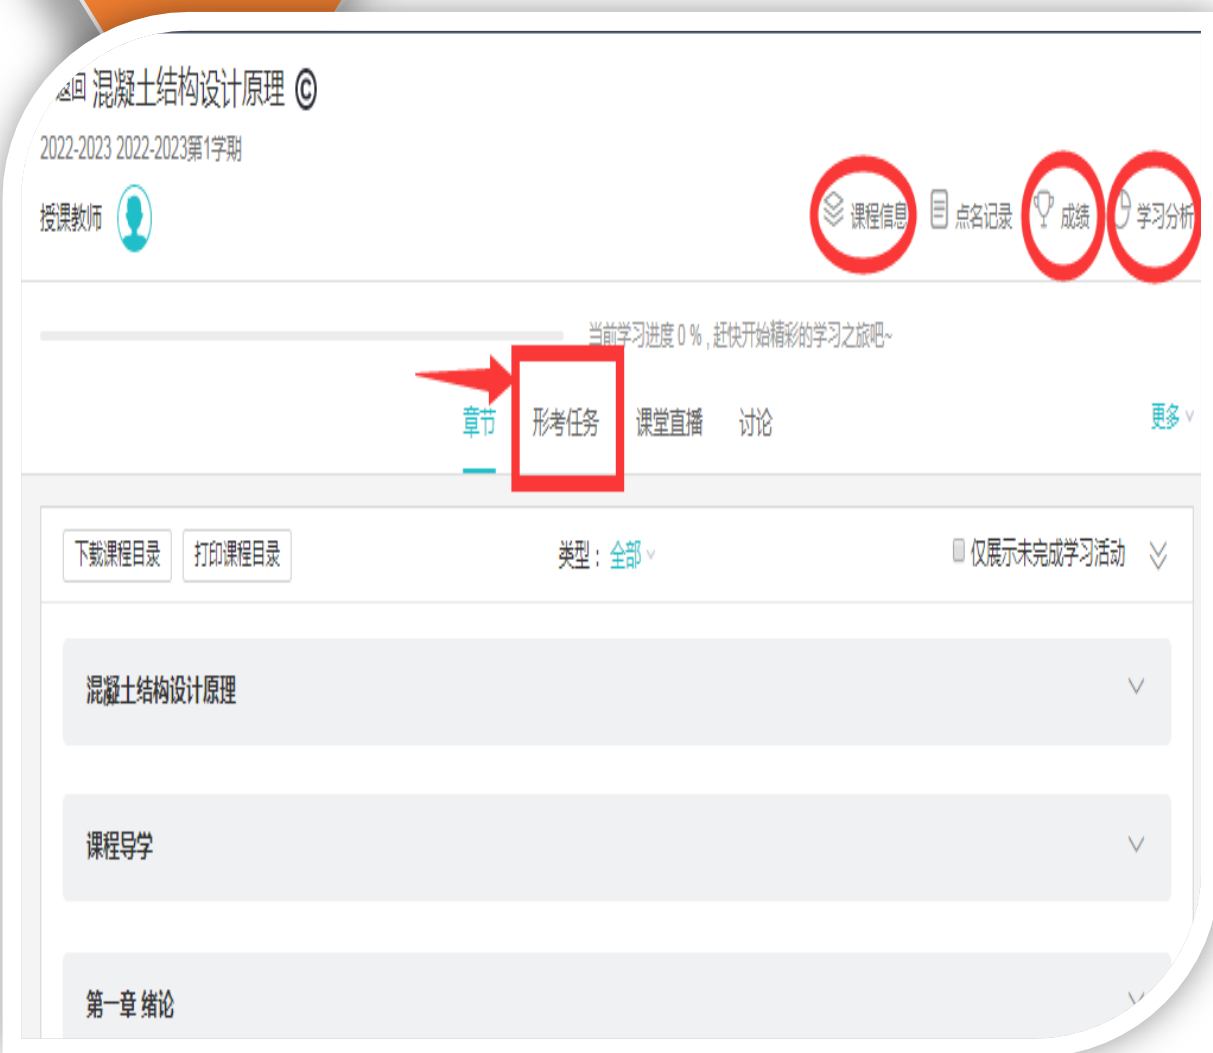 返回 混凝土结构设计原理 ©
2022-2023 2022-2023第1学期
授课教师
课程信息 点名记录 成绩 学习分析
当前学习进度 0 % , 赶快开始精彩的学习之旅吧~
章节 形考任务 课堂直播 讨论 更多
下载课程目录 打印课程目录 类型： 全部 仅展示未完成学习活动
混凝土结构设计原理
课程导学
第一章 绪论